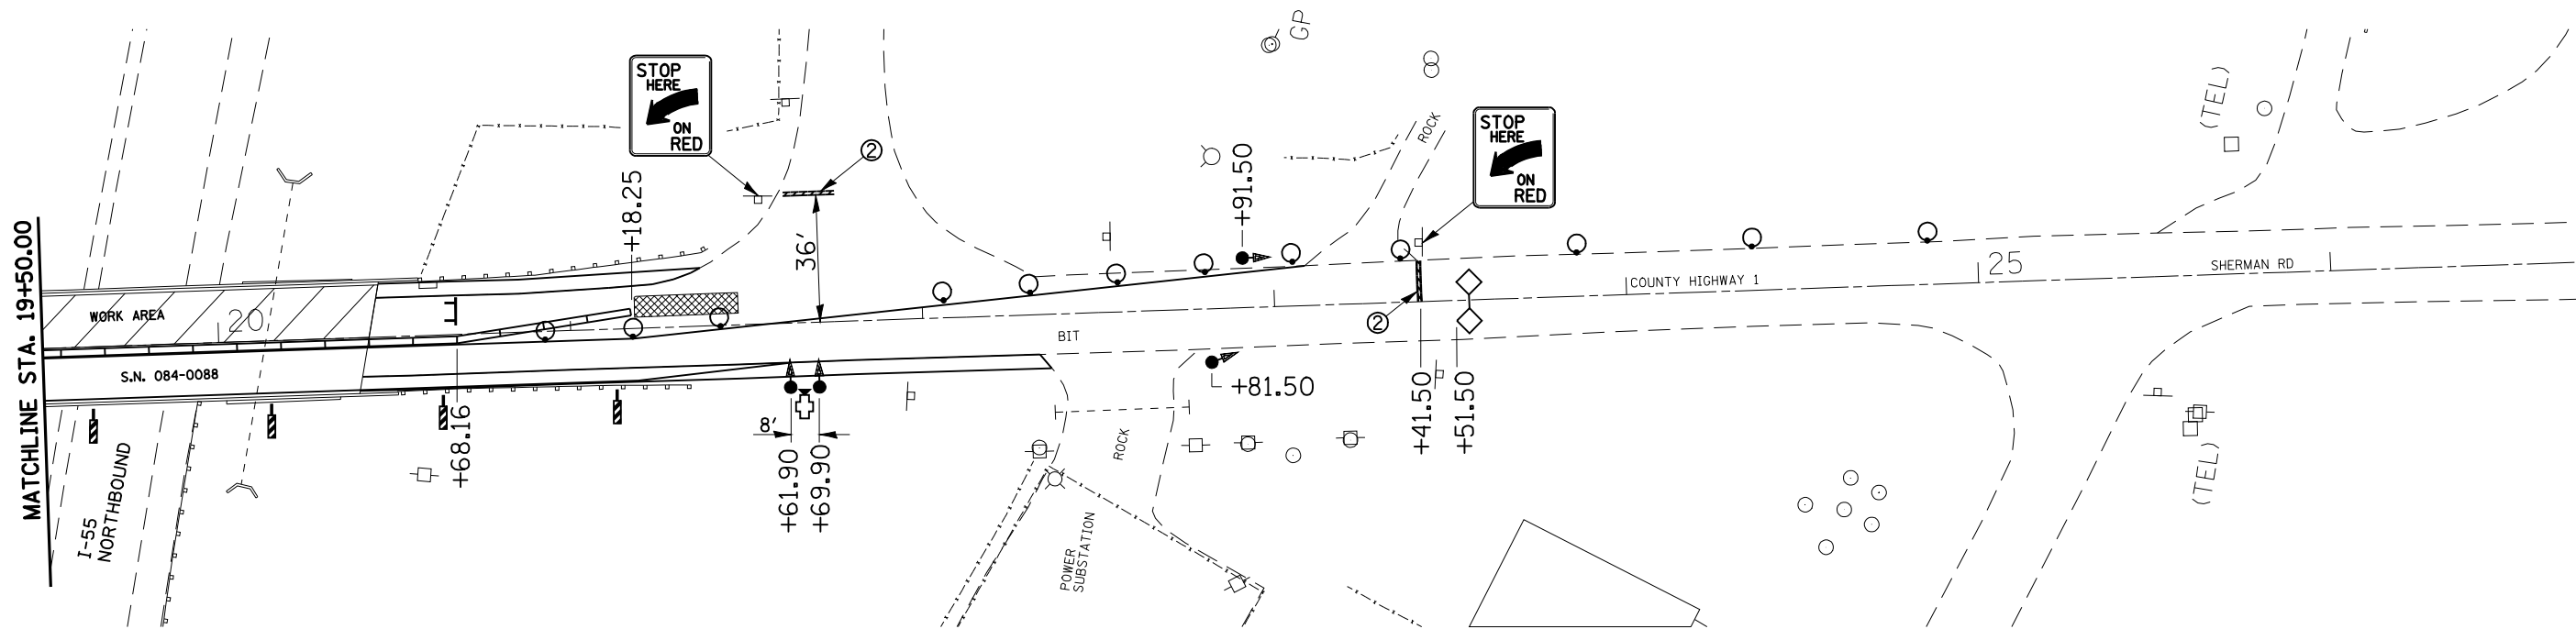 MATCHLINE STA. 19+50.00
WORK AREA
20
S.N. 084-0088
I-55
NORTHBOUND
+68.16
STOP
HERE
ON
RED
2
+18.25
36'
8'
+61.90
+69.90
GP
+91.50
ROCK
STOP
HERE
ON
RED
2
BIT
+81.50
ROCK
POWER
SUBSTATION
+41.50
+51.50
COUNTY HIGHWAY 1
25
SHERMAN RD
(TEL)
(TEL)